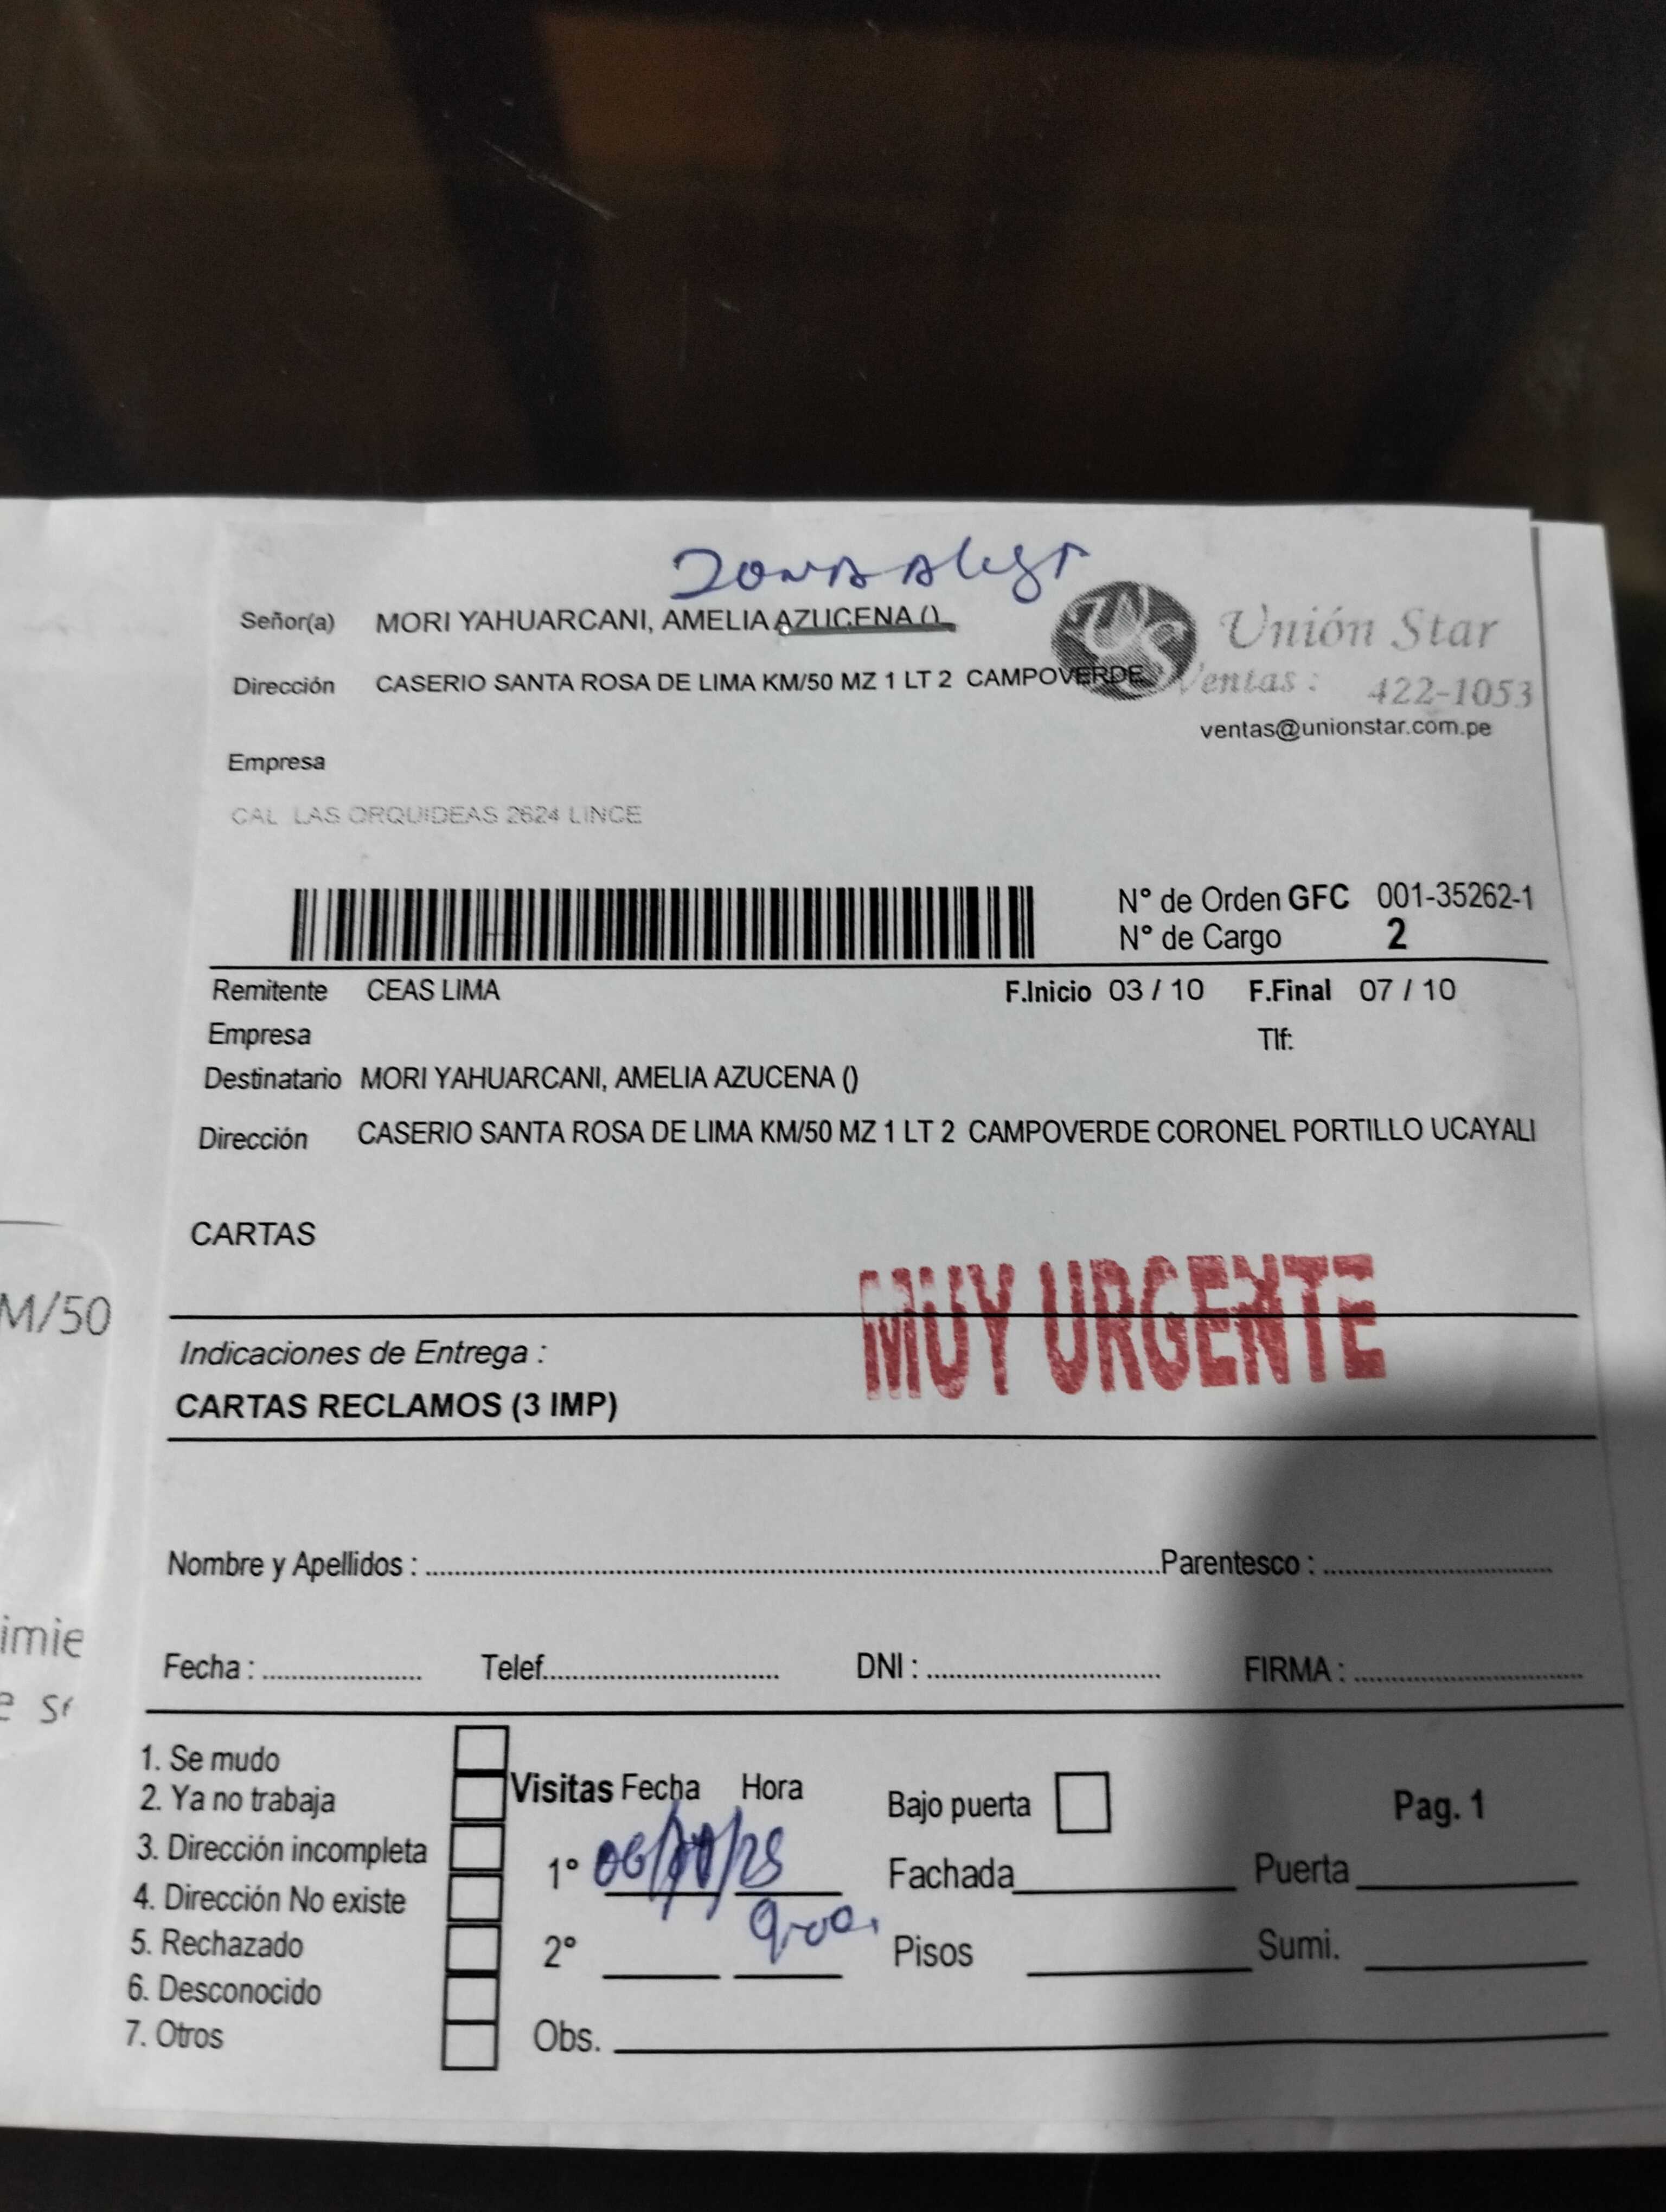 Señor(a) MORI YAHUARCANI, AMELIA AZUCENA ()
Unión Star
Dirección CASERIO SANTA ROSA DE LIMA KM/50 MZ 1 LT 2 CAMPOVERDE
Ventas : 422-1053
ventas@unionstar.com.pe
Empresa
CAL LAS ORQUIDEAS 2624 LINCE
N° de Orden GFC 001-35262-1
N° de Cargo 2
Remitente CEAS LIMA F.Inicio 03 / 10 F.Final 07 / 10
Empresa Tlf:
Destinatario MORI YAHUARCANI, AMELIA AZUCENA ()
Dirección CASERIO SANTA ROSA DE LIMA KM/50 MZ 1 LT 2 CAMPOVERDE CORONEL PORTILLO UCAYALI
CARTAS
MUY URGENTE
M/50
Indicaciones de Entrega :
CARTAS RECLAMOS (3 IMP)
Nombre y Apellidos : Parentesco :
imie
Fecha : Telef. DNI : FIRMA :
1. Se mudo
2. Ya no trabaja
3. Dirección incompleta
4. Dirección No existe
5. Rechazado
6. Desconocido
7. Otros
Visitas Fecha Hora
1°
2°
Obs.
Bajo puerta Pag. 1
Fachada Puerta
Pisos Sumi.